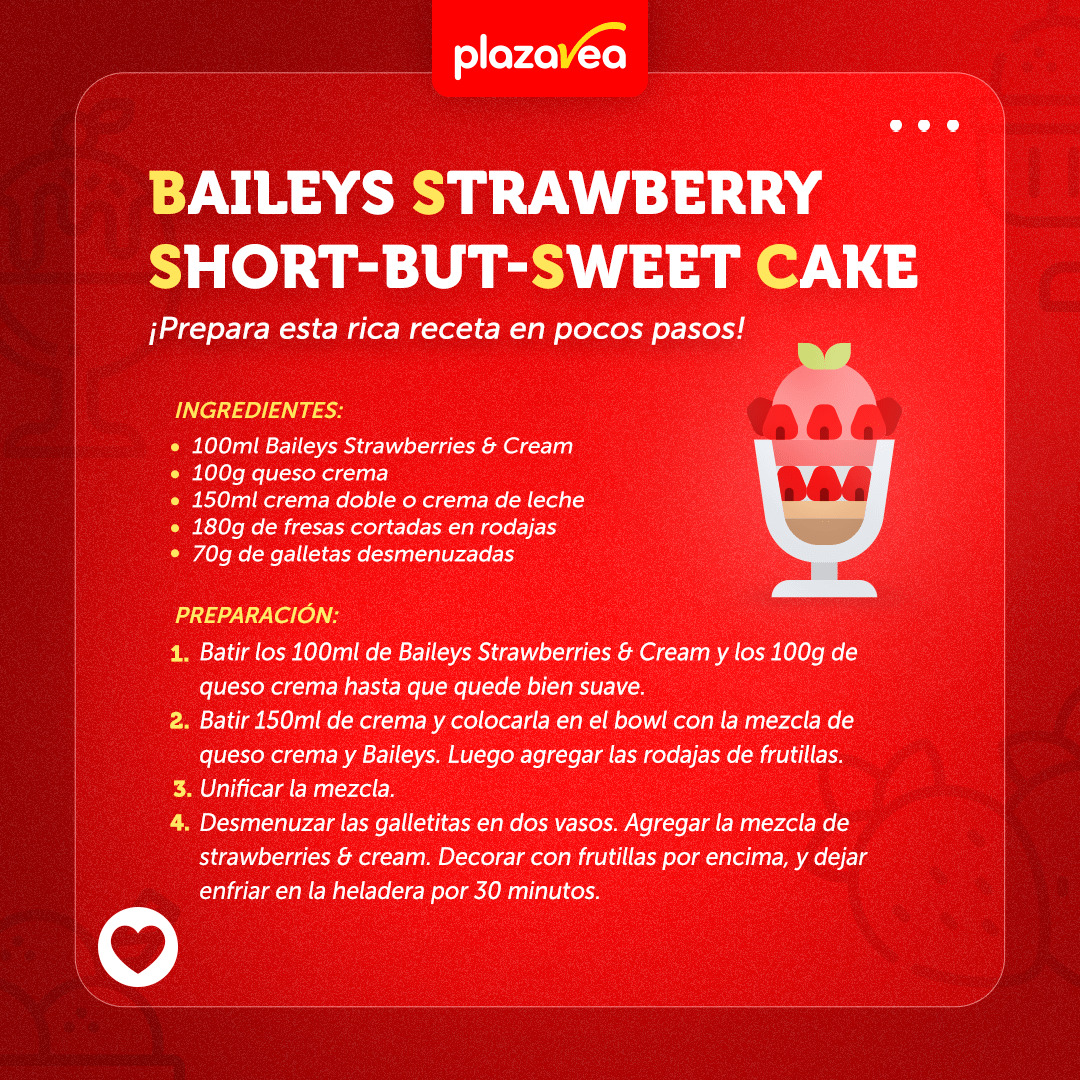 plazavea
BAILEYS STRAWBERRY
SHORT-BUT-SWEET CAKE
¡Prepara esta rica receta en pocos pasos!
INGREDIENTES:
• 100ml Baileys Strawberries & Cream
• 100g queso crema
• 150ml crema doble o crema de leche
• 180g de fresas cortadas en rodajas
• 70g de galletas desmenuzadas
PREPARACIÓN:
1. Batir los 100ml de Baileys Strawberries & Cream y los 100g de
queso crema hasta que quede bien suave.
2. Batir 150ml de crema y colocarla en el bowl con la mezcla de
queso crema y Baileys. Luego agregar las rodajas de frutillas.
3. Unificar la mezcla.
4. Desmenuzar las galletitas en dos vasos. Agregar la mezcla de
strawberries & cream. Decorar con frutillas por encima, y dejar
enfriar en la heladera por 30 minutos.